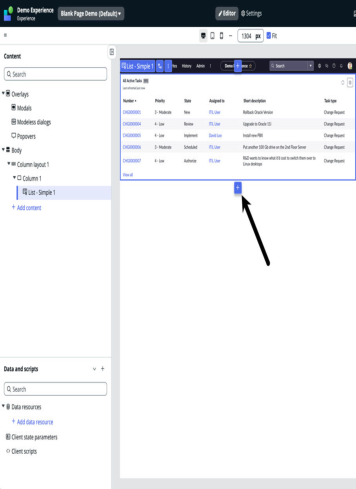 Demo Experience
Experience
Blank Page Demo (Default)
Editor
Settings
1304 px
Fit
Content
Search
Overlays
Modals
Modeless dialogs
Popovers
Body
Column layout 1
Column 1
List - Simple 1
+ Add content
List - Simple 1
History
Admin
Search
All Active Tasks
Number
Priority
State
Assigned to
Short description
Task type
3 - Moderate
New
ITIL User
Rollback Oracle Version
Change Request
CHG0000004
4 - Low
Review
ITIL User
Upgrade to Oracle 11i
Change Request
CHG0000005
4 - Low
Implement
David Loo
Install new PBX
Change Request
CHG0000006
3 - Moderate
Scheduled
ITIL User
Put another 100 Gb drive on the 2nd Floor Server
Change Request
CHG0000007
4 - Low
Authorize
ITIL User
R&D wants to know what it'll cost to switch them over to
Linux desktops
Change Request
View All
Data and scripts
Search
Data resources
+ Add data resource
Client state parameters
Client scripts